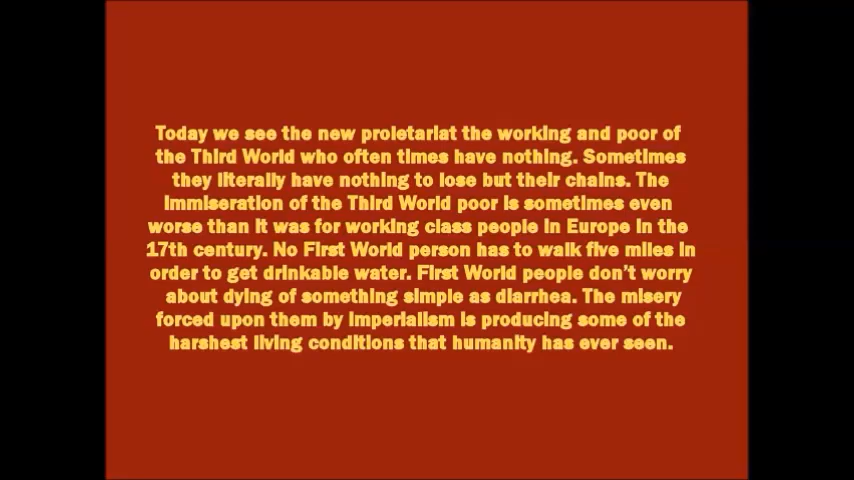 Today we see the new proletariat the working and poor of
the Third World who often times have nothing. Sometimes
they literally have nothing to lose but their chains. The
immiseration of the Third World poor is sometimes even
worse than it was for working class people in Europe in the
17th century. No First World person has to walk five miles in
order to get drinkable water. First World people don't worry
about dying of something simple as diarrhea. The misery
forced upon them by imperialism is producing some of the
harshest living conditions that humanity has ever seen.